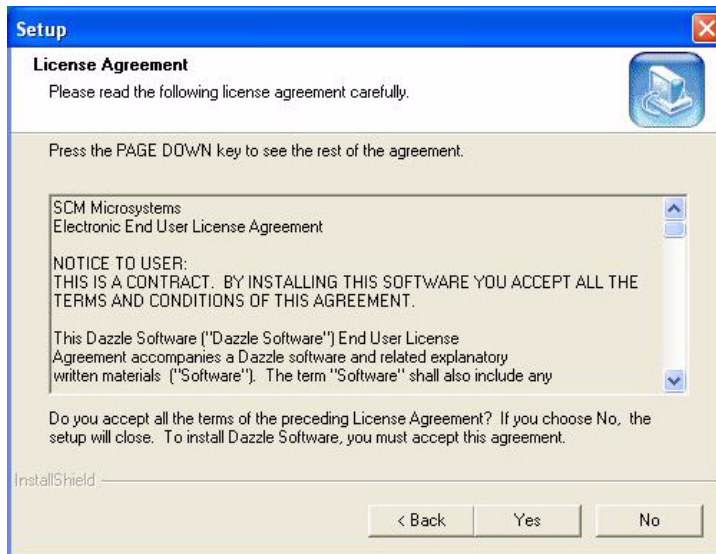 Setup
License Agreement
Please read the following license agreement carefully.
Press the PAGE DOWN key to see the rest of the agreement.
SCM Microsystems
Electronic End User License Agreement
NOTICE TO USER:
THIS IS A CONTRACT.  BY INSTALLING THIS SOFTWARE YOU ACCEPT ALL THE
TERMS AND CONDITIONS OF THIS AGREEMENT.
This Dazzle Software ("Dazzle Software") End User License
Agreement accompanies a Dazzle software and related explanatory
written materials  ("Software").  The term "Software" shall also include any
Do you accept all the terms of the preceding License Agreement?  If you choose No,  the
setup will close.  To install Dazzle Software, you must accept this agreement.
InstallShield
< Back
Yes
No